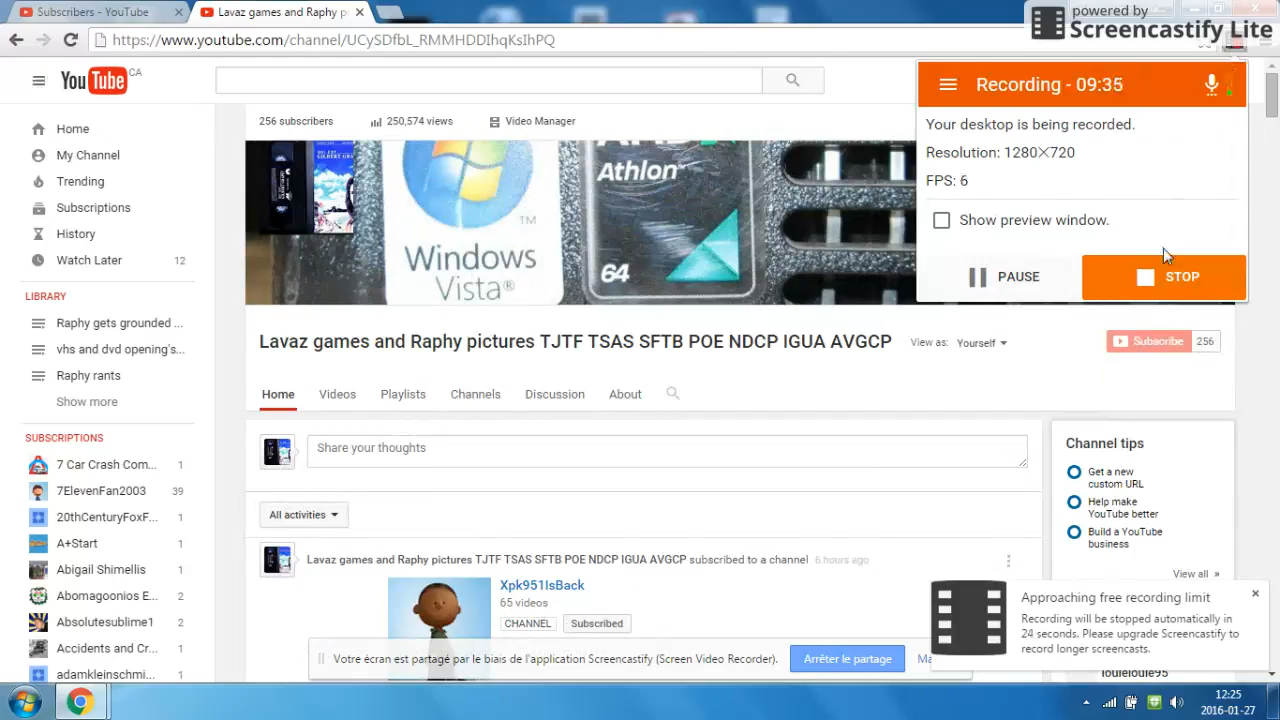 Subscribers - YouTube
Lavaz games and Raphy p
powered by
Screencastify Lite
YouTube CA
Recording - 09:35
Your desktop is being recorded.
Resolution: 1280×720
FPS: 6
Show preview window.
PAUSE
STOP
256 subscribers
250,574 views
Video Manager
Home
My Channel
Trending
Subscriptions
History
Watch Later 12
LIBRARY
Raphy gets grounded ...
vhs and dvd opening's...
Raphy rants
Show more
SUBSCRIPTIONS
7 Car Crash Com... 1
7ElevenFan2003 39
20thCenturyFoxF... 1
A+Start 1
Abigail Shimellis 1
Abomagoonios E... 2
Absolutesublime1 2
Accidents and Cr... 1
adamkleinschmi... 1
Athlon
64
Windows
Vista®
TM
Lavaz games and Raphy pictures TJTF TSAS SFTB POE NDCP IGUA AVGCP
View as: Yourself
Subscribe 256
Home
Videos
Playlists
Channels
Discussion
About
Share your thoughts
All activities
Lavaz games and Raphy pictures TJTF TSAS SFTB POE NDCP IGUA AVGCP subscribed to a channel 6 hours ago
Xpk951IsBack
65 videos
CHANNEL
Subscribed
Channel tips
Get a new
custom URL
Help make
YouTube better
Build a YouTube
business
View all »
Approaching free recording limit
Recording will be stopped automatically in
24 seconds. Please upgrade Screencastify to
record longer screencasts.
Votre écran est partagé par le biais de l'application Screencastify (Screen Video Recorder).
Arrêter le partage
Ma
louielouie95
12:25
2016-01-27